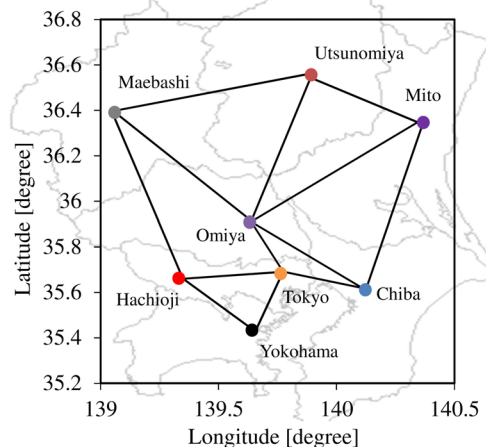 36.8
36.6
36.4
36.2
36
35.8
35.6
35.4
35.2
Latitude [degree]
Utsunomiya
Maebashi
Mito
Omiya
Hachioji
Tokyo
Chiba
Yokohama
139
139.5
140
140.5
Longitude [degree]